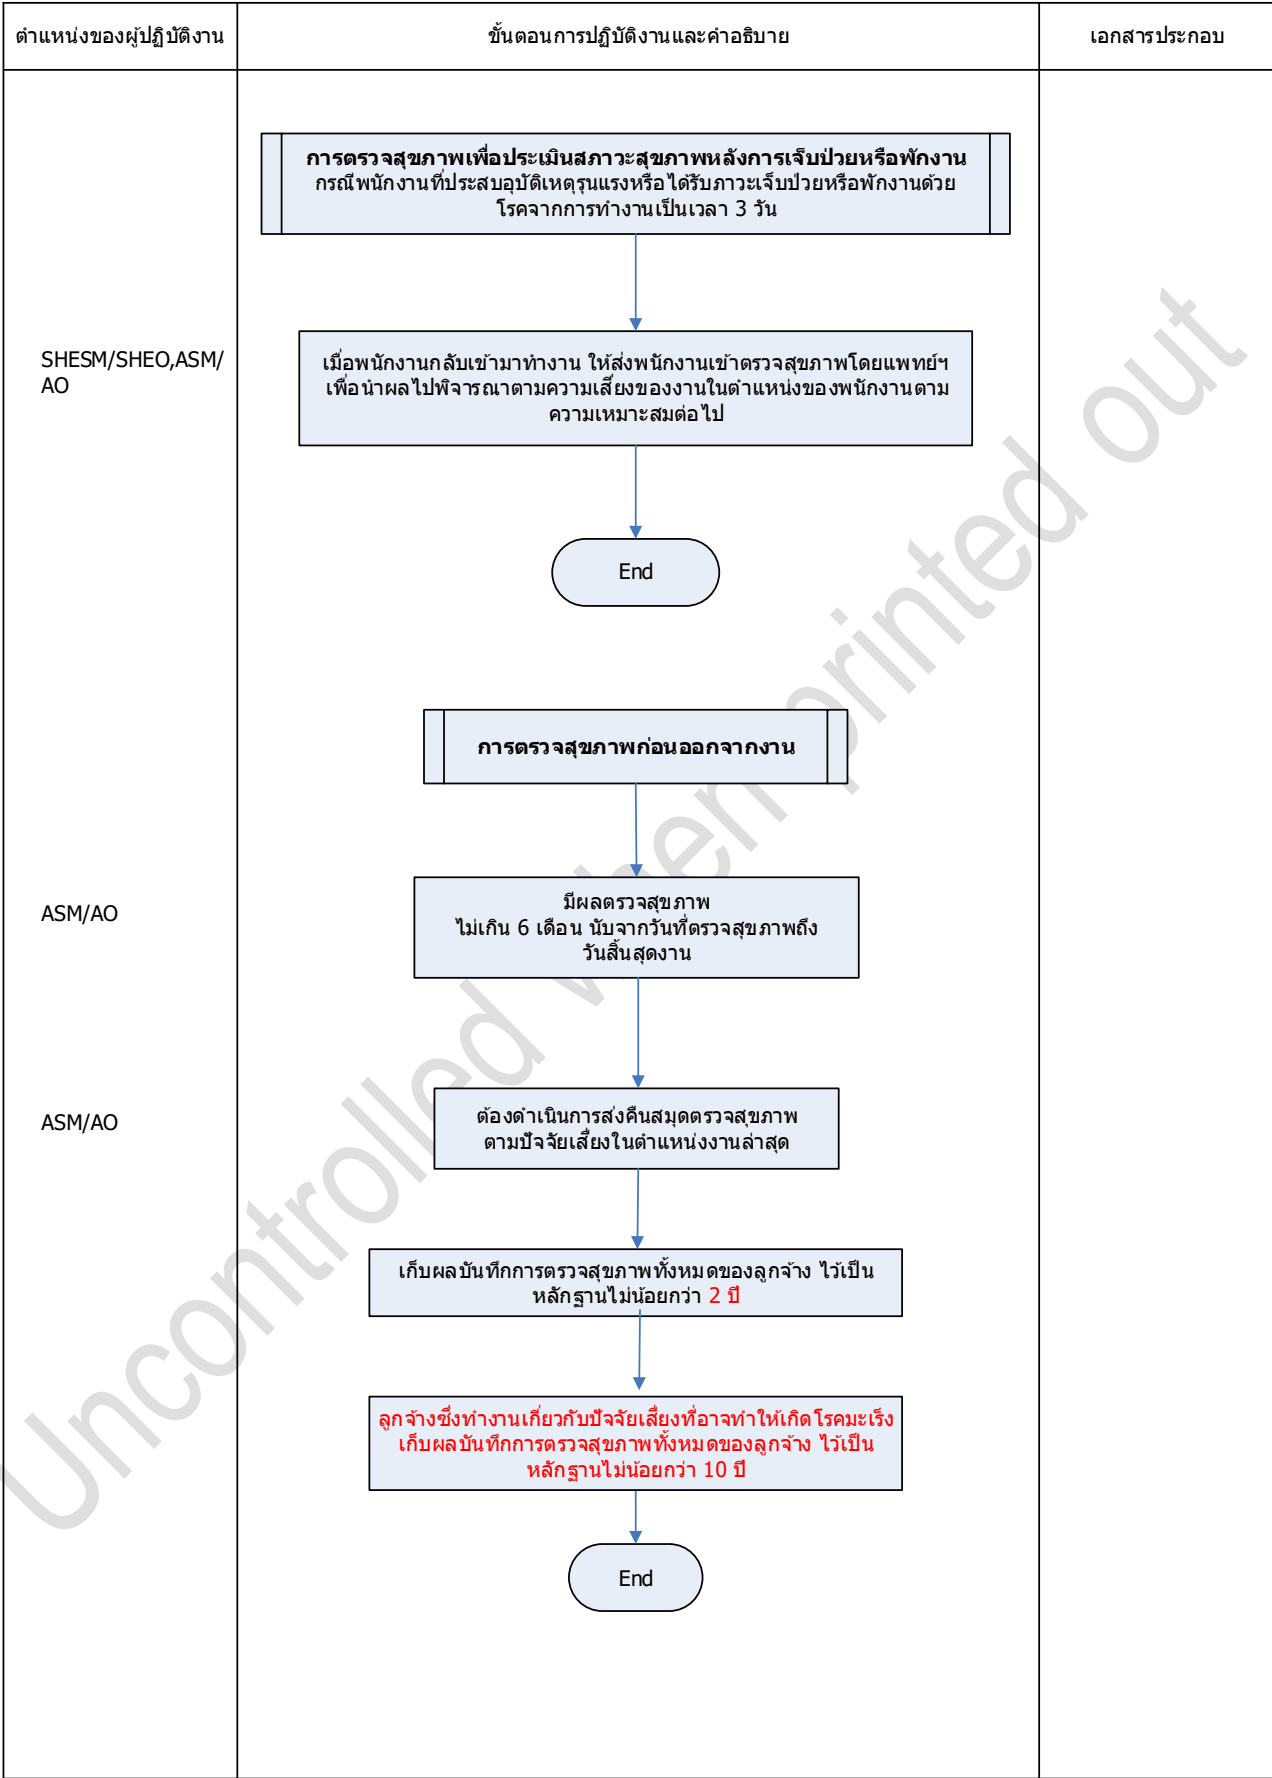 ตำแหน่งของผู้ปฏิบัติงาน
ขั้นตอนการปฏิบัติงานและคำอธิบาย
เอกสารประกอบ
การตรวจสุขภาพเพื่อประเมินสภาวะสุขภาพหลังการเจ็บป่วยหรือพักงาน
กรณีพนักงานที่ประสบอุบัติเหตุรุนแรงหรือได้รับภาวะเจ็บป่วยหรือพักงานด้วย
โรคจากการทำงานเป็นเวลา 3 วัน
SHESM/SHEO,ASM/
AO
เมื่อพนักงานกลับเข้ามาทำงาน ให้ส่งพนักงานเข้าตรวจสุขภาพโดยแพทย์ฯ
เพื่อนำผลไปพิจารณาตามความเสี่ยงของงานในตำแหน่งของพนักงานตาม
ความเหมาะสมต่อไป
End
การตรวจสุขภาพก่อนออกจากงาน
ASM/AO
มีผลตรวจสุขภาพ
ไม่เกิน 6 เดือน นับจากวันที่ตรวจสุขภาพถึง
วันสิ้นสุดงาน
ASM/AO
ต้องดำเนินการส่งคืนสมุดตรวจสุขภาพ
ตามปัจจัยเสี่ยงในตำแหน่งงานล่าสุด
เก็บผลบันทึกการตรวจสุขภาพทั้งหมดของลูกจ้าง ไว้เป็น
หลักฐานไม่น้อยกว่า 2 ปี
ลูกจ้างซึ่งทำงานเกี่ยวกับปัจจัยเสี่ยงที่อาจทำให้เกิดโรคมะเร็ง
เก็บผลบันทึกการตรวจสุขภาพทั้งหมดของลูกจ้าง ไว้เป็น
หลักฐานไม่น้อยกว่า 10 ปี
End
Uncontrolled when printed out